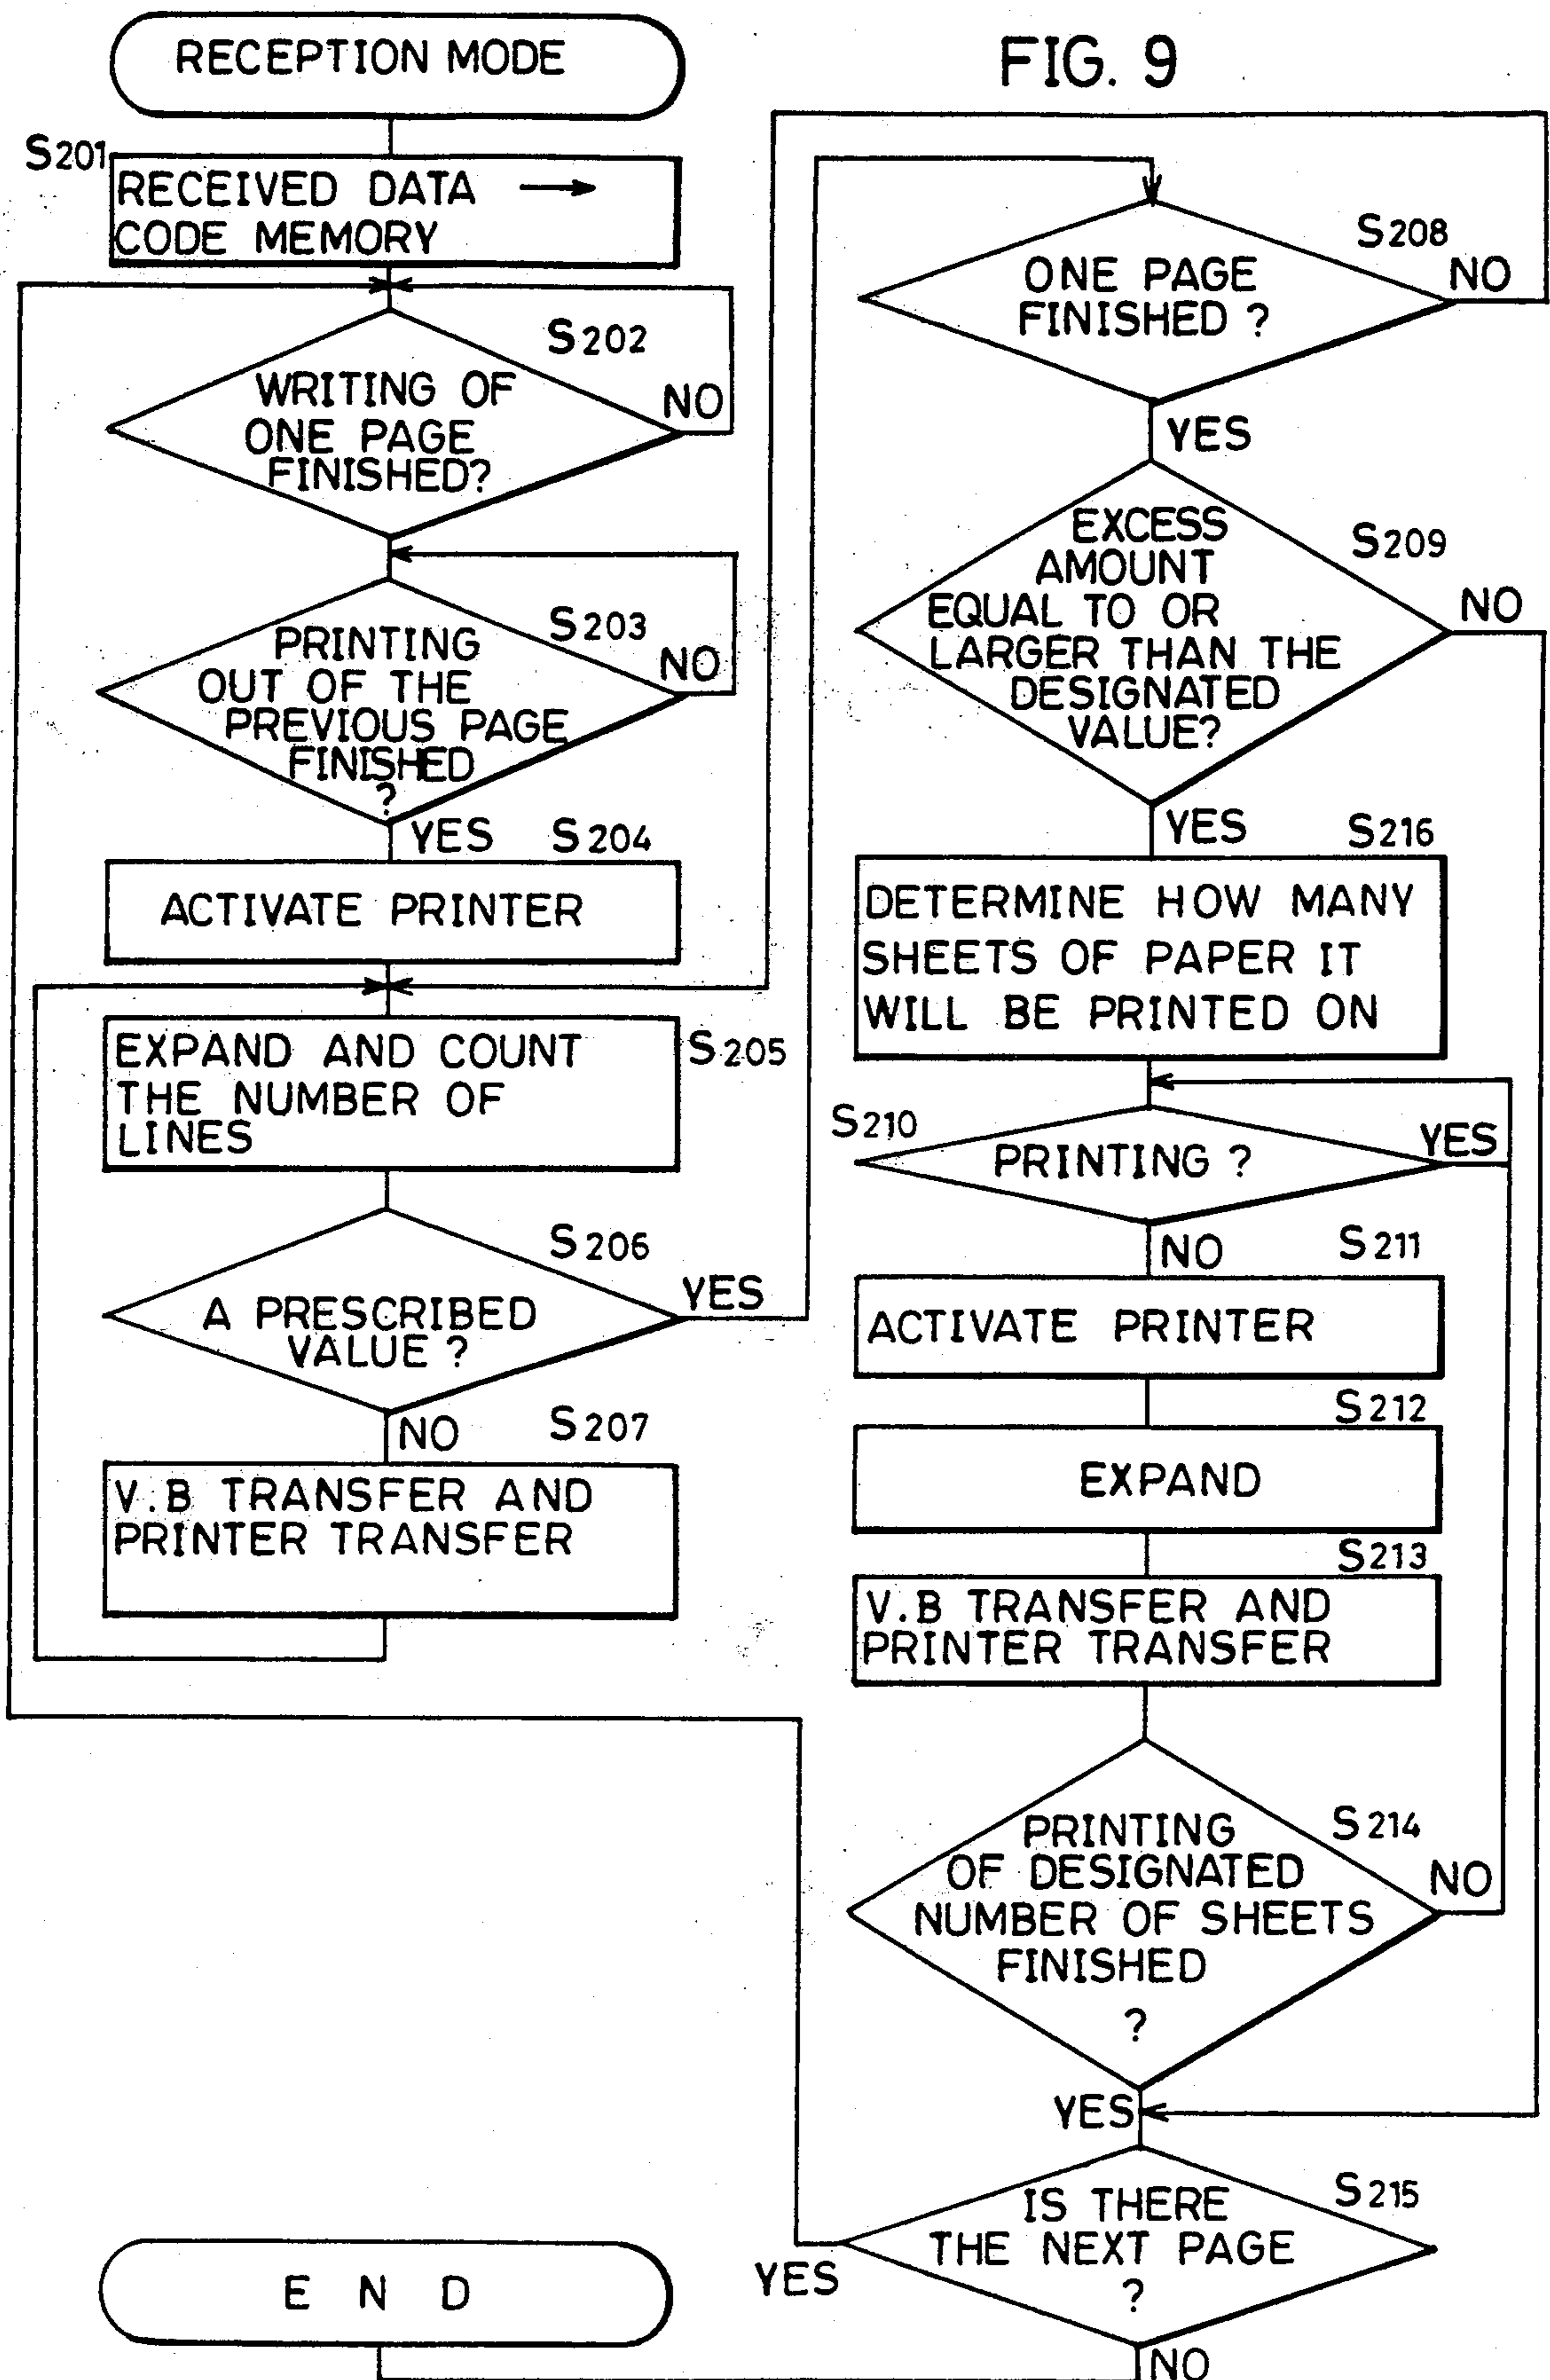 FIG. 9
RECEPTION MODE
S201
RECEIVED DATA →
CODE MEMORY
S202
WRITING OF
ONE PAGE
FINISHED?
NO
S203
PRINTING
OUT OF THE
PREVIOUS PAGE
FINISHED
?
NO
YES
S204
ACTIVATE PRINTER
S205
EXPAND AND COUNT
THE NUMBER OF
LINES
S206
A PRESCRIBED
VALUE ?
YES
NO
S207
V.B TRANSFER AND
PRINTER TRANSFER
S208
ONE PAGE
FINISHED ?
NO
YES
S209
EXCESS
AMOUNT
EQUAL TO OR
LARGER THAN THE
DESIGNATED
VALUE?
NO
YES
S216
DETERMINE HOW MANY
SHEETS OF PAPER IT
WILL BE PRINTED ON
S210
PRINTING ?
YES
NO
S211
ACTIVATE PRINTER
S212
EXPAND
S213
V.B TRANSFER AND
PRINTER TRANSFER
S214
PRINTING
OF DESIGNATED
NUMBER OF SHEETS
FINISHED
?
NO
YES
S215
IS THERE
THE NEXT PAGE
?
YES
NO
E N D